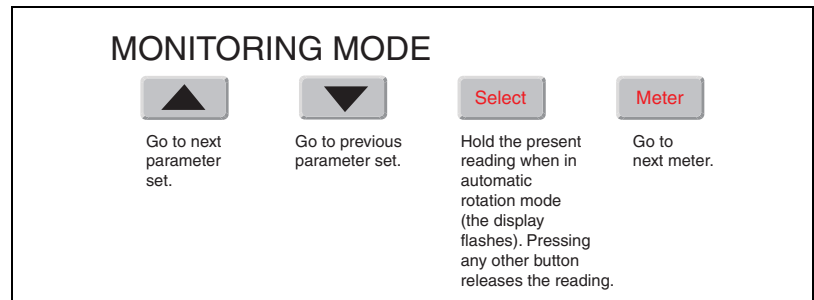 MONITORING MODE
Select
Meter
Go to next
parameter
set.
Go to previous
parameter set.
Hold the present
reading when in
automatic
rotation mode
(the display
flashes). Pressing
any other button
releases the reading.
Go to
next meter.